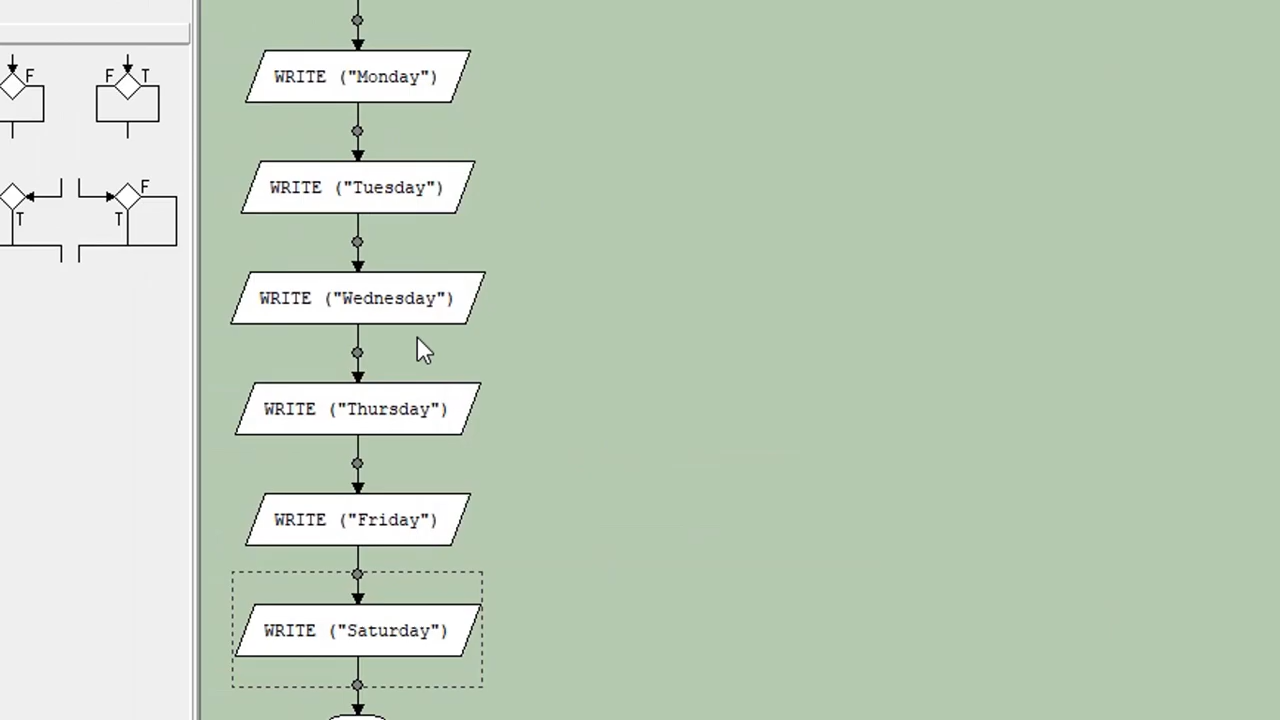 F
F T
WRITE ("Monday")
WRITE ("Tuesday")
F
T
T
WRITE ("Wednesday")
WRITE ("Thursday")
WRITE ("Friday")
WRITE ("Saturday")